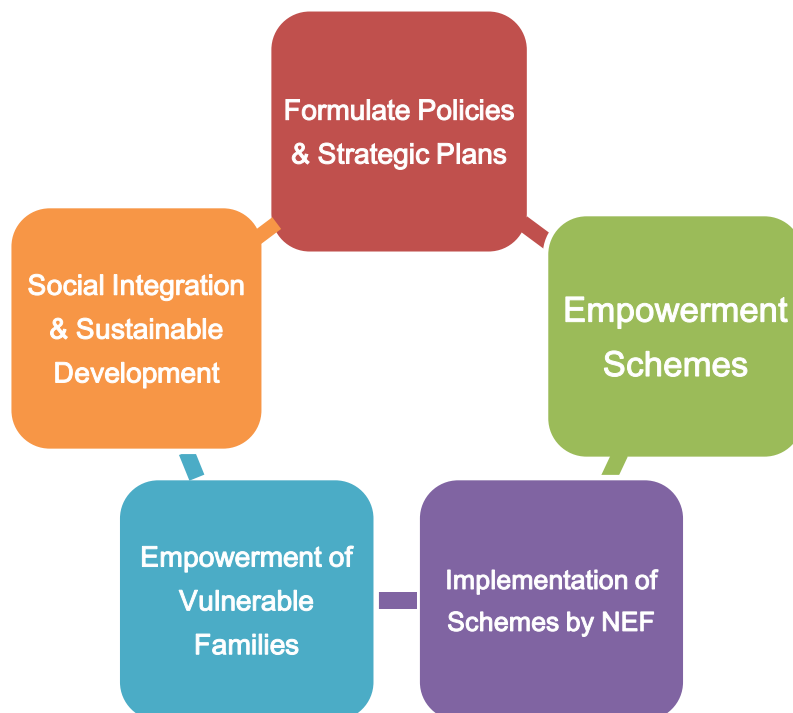 Formulate Policies
& Strategic Plans
Empowerment
Schemes
Implementation of
Schemes by NEF
Empowerment of
Vulnerable
Families
Social Integration
& Sustainable
Development